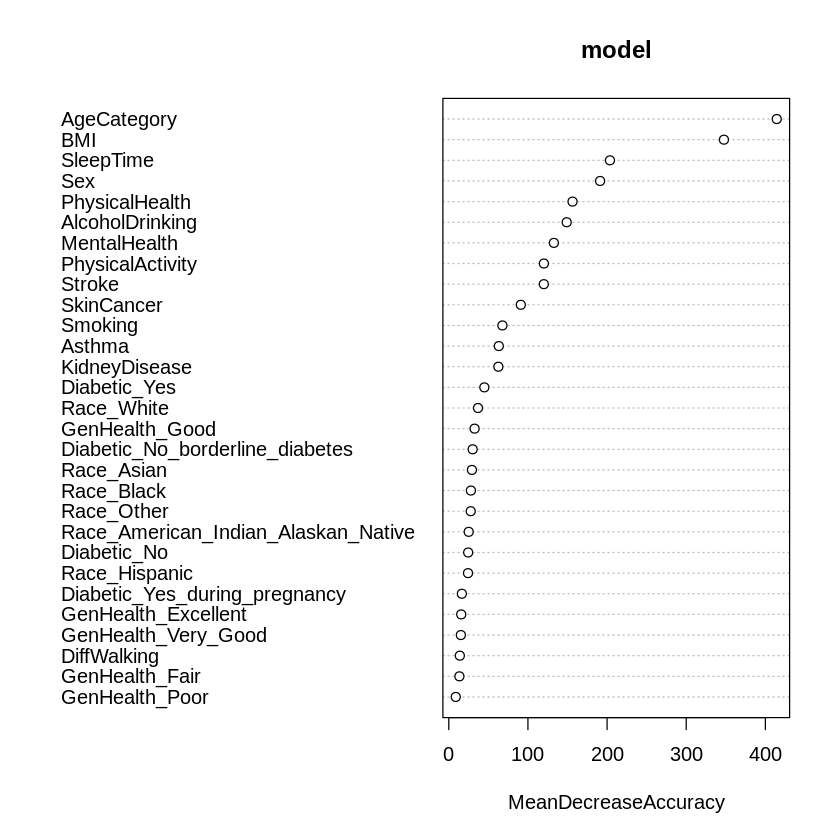 model
AgeCategory
BMI
SleepTime
Sex
PhysicalHealth
AlcoholDrinking
MentalHealth
PhysicalActivity
Stroke
SkinCancer
Smoking
Asthma
KidneyDisease
Diabetic_Yes
Race_White
GenHealth_Good
Diabetic_No_borderline_diabetes
Race_Asian
Race_Black
Race_Other
Race_American_Indian_Alaskan_Native
Diabetic_No
Race_Hispanic
Diabetic_Yes_during_pregnancy
GenHealth_Excellent
GenHealth_Very_Good
DiffWalking
GenHealth_Fair
GenHealth_Poor
0 100 200 300 400
MeanDecreaseAccuracy